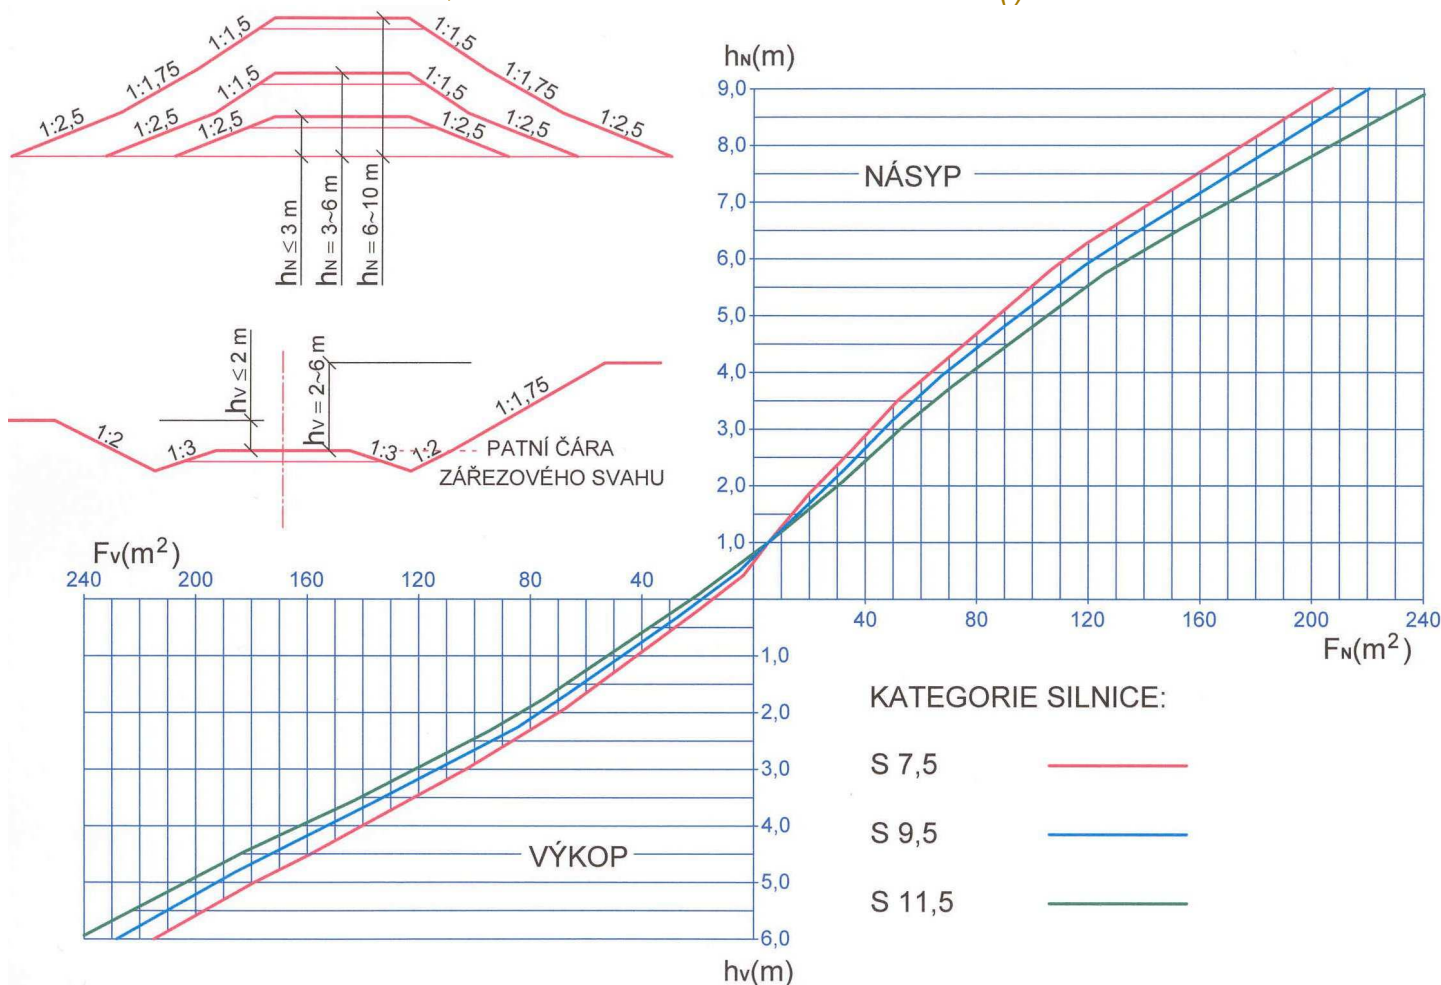 1:1,5
1:1,5
1:1,75
1:1,5
1:1,5
1:1,75
1:2,5
1:2,5
1:2,5
1:2,5
1:2,5
1:2,5
hN ≤ 3 m
hN = 3~6 m
hN = 6~10 m
hV ≤ 2 m
hV = 2~6 m
1:1,75
1:2
1:3
1:3
1:2
PATNÍ ČÁRA
ZÁŘEZOVÉHO SVAHU
hN(m)
9,0
8,0
7,0
6,0
5,0
4,0
3,0
2,0
1,0
NÁSYP
40 80 120 160 200 240
FN(m²)
FV(m²)
240 200 160 120 80 40
1,0
2,0
3,0
4,0
5,0
6,0
VÝKOP
hV(m)
KATEGORIE SILNICE:
S 7,5
S 9,5
S 11,5